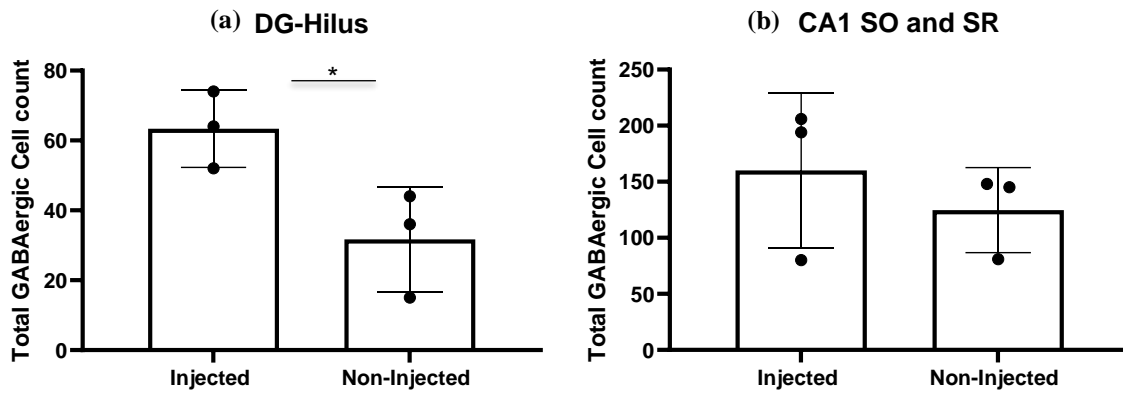 (a) DG-Hilus
Total GABAergic Cell count
80
60
40
20
0
*
Injected
Non-Injected
(b) CA1 SO and SR
Total GABAergic Cell count
250
200
150
100
50
0
Injected
Non-Injected